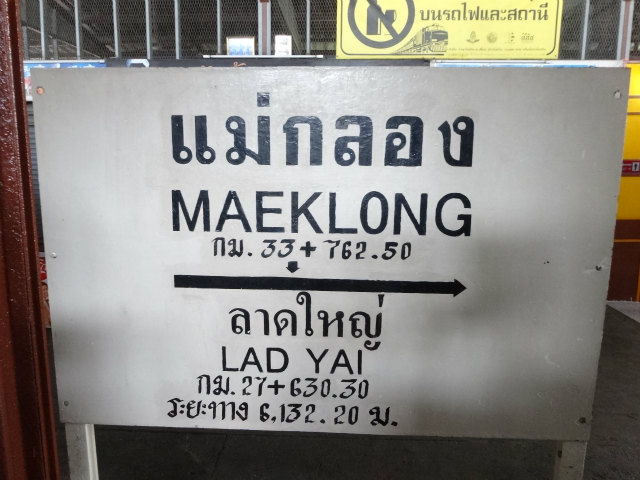 บนรถไฟและสถานี
แม่กลอง
MAEKLONG
กม. 33+762.50
ลาดใหญ่
LAD YAI
กม. 27+630.30
ระยะทาง 6,132.20 ม.